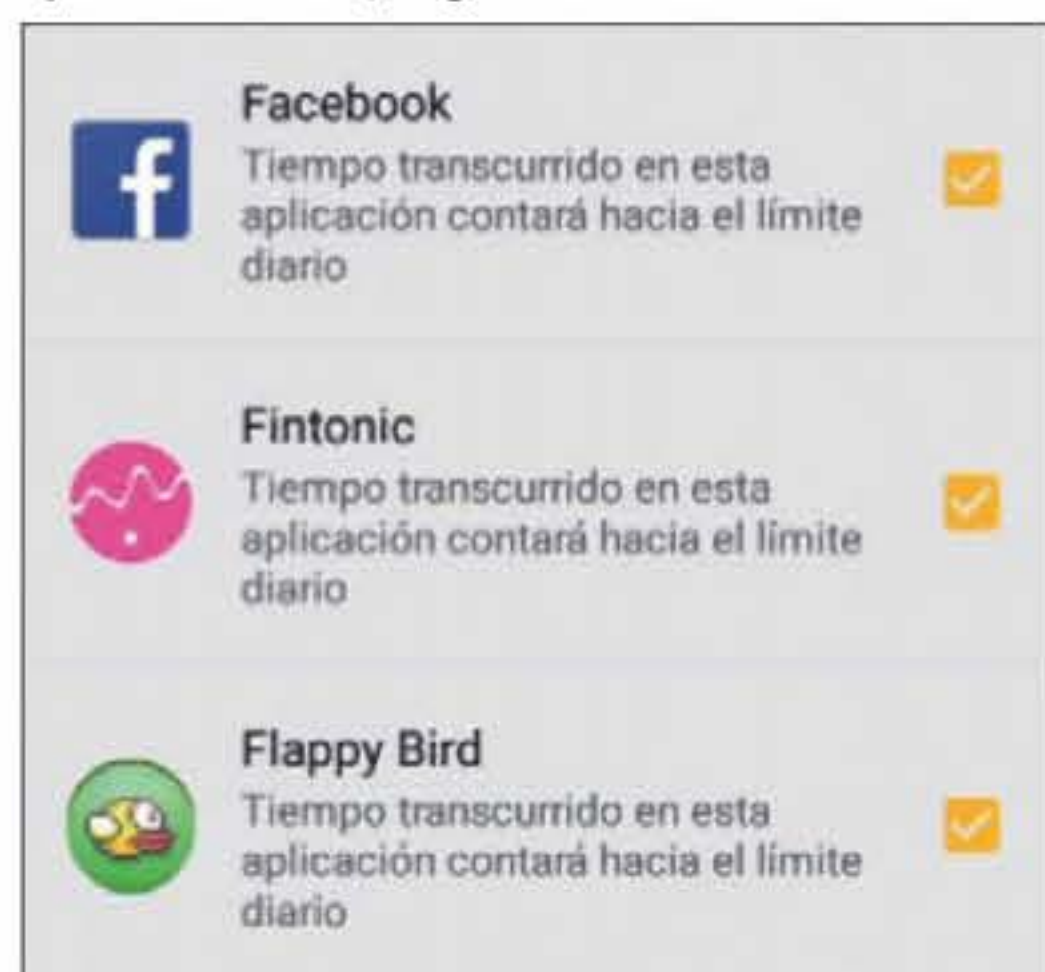 Facebook
Tiempo transcurrido en esta
aplicación contará hacia el límite
diario
Fintonic
Tiempo transcurrido en esta
aplicación contará hacia el límite
diario
Flappy Bird
Tiempo transcurrido en esta
aplicación contará hacia el límite
diario